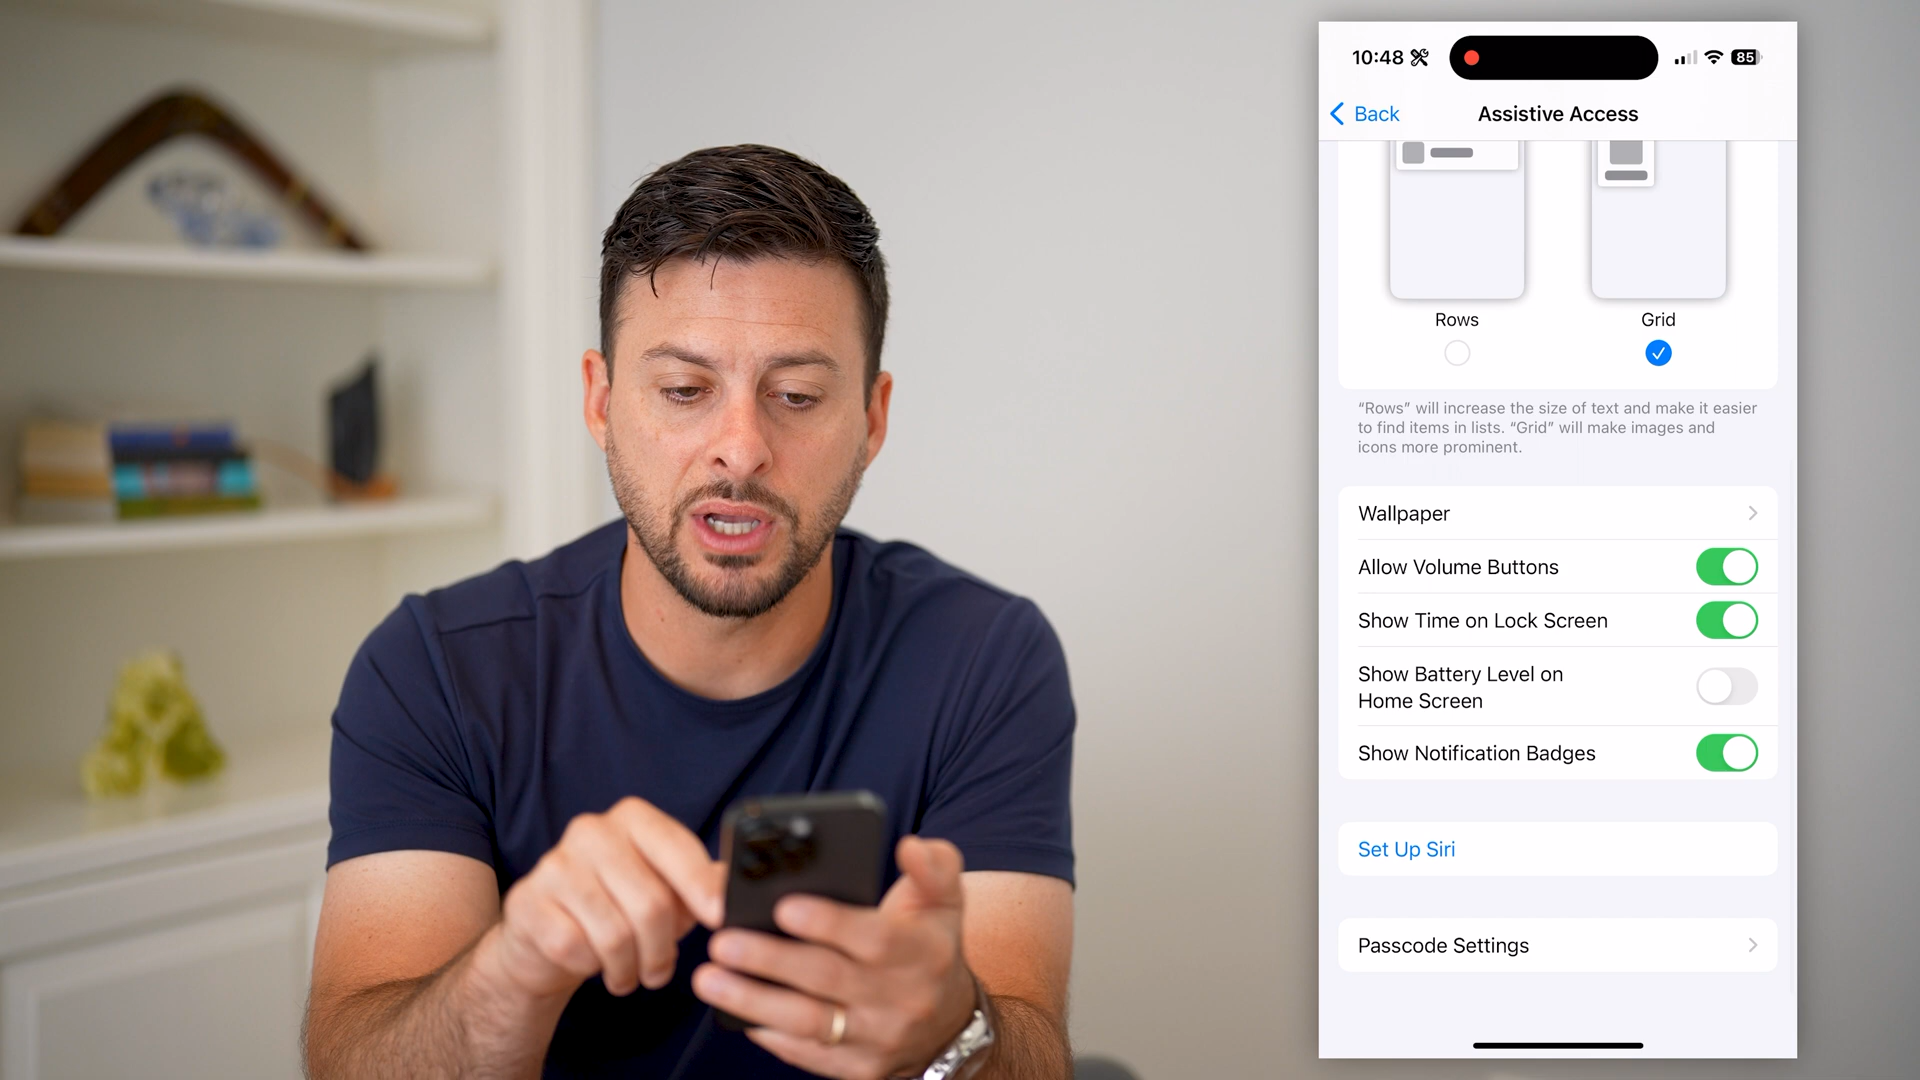 10:48
85
Back
Assistive Access
Rows
Grid
“Rows” will increase the size of text and make it easier
to find items in lists. “Grid” will make images and
icons more prominent.
Wallpaper
Allow Volume Buttons
Show Time on Lock Screen
Show Battery Level on
Home Screen
Show Notification Badges
Set Up Siri
Passcode Settings